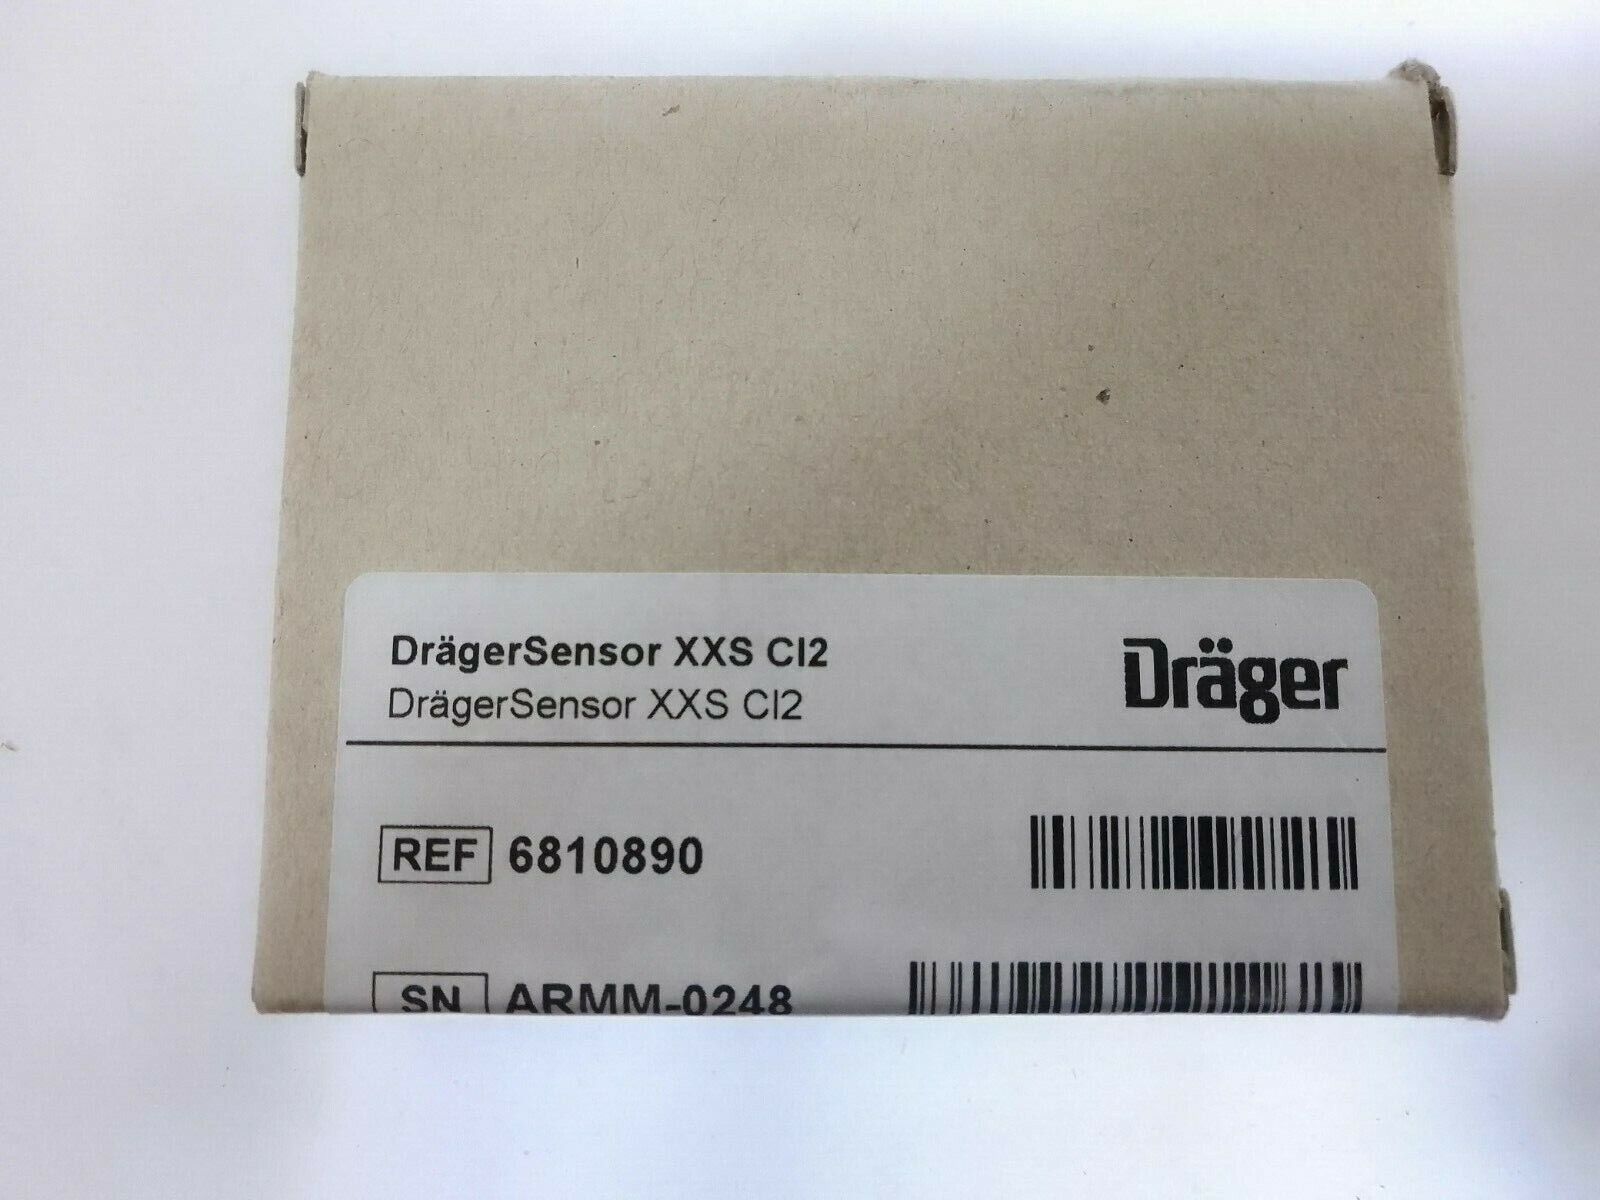 DrägerSensor XXS Cl2
DrägerSensor XXS Cl2
Dräger
REF 6810890
SN ARMM-0248